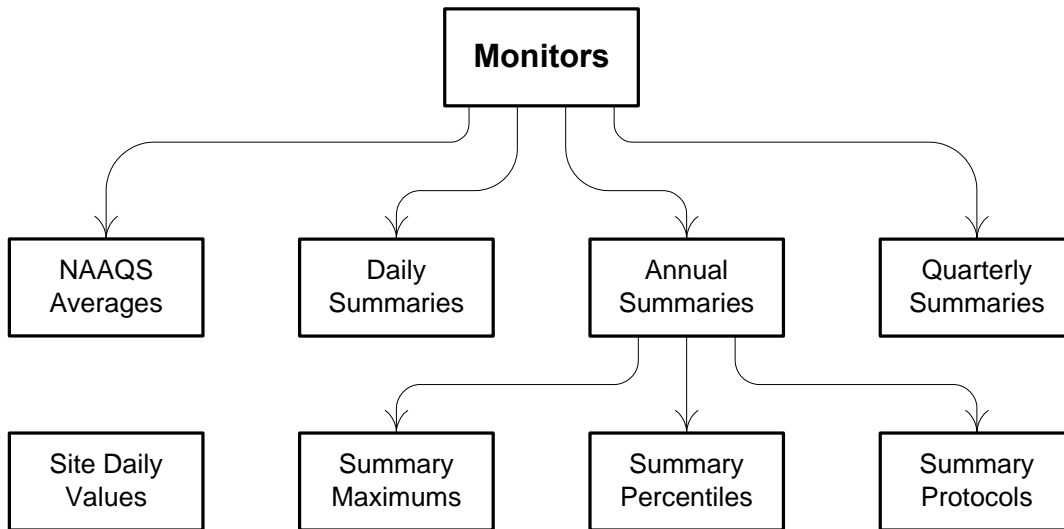 Monitors
NAAQS
Averages
Daily
Summaries
Annual
Summaries
Quarterly
Summaries
Site Daily
Values
Summary
Maximums
Summary
Percentiles
Summary
Protocols